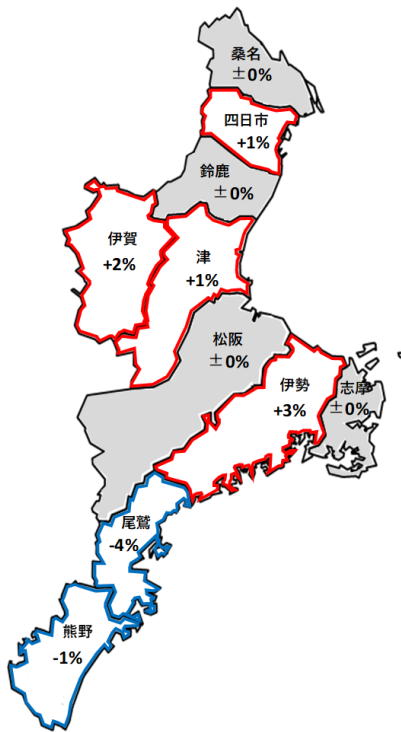 桑名
±0%
四日市
+1%
鈴鹿
±0%
伊賀
+2%
津
+1%
松阪
±0%
伊勢
+3%
志摩
±0%
尾鷲
-4%
熊野
-1%